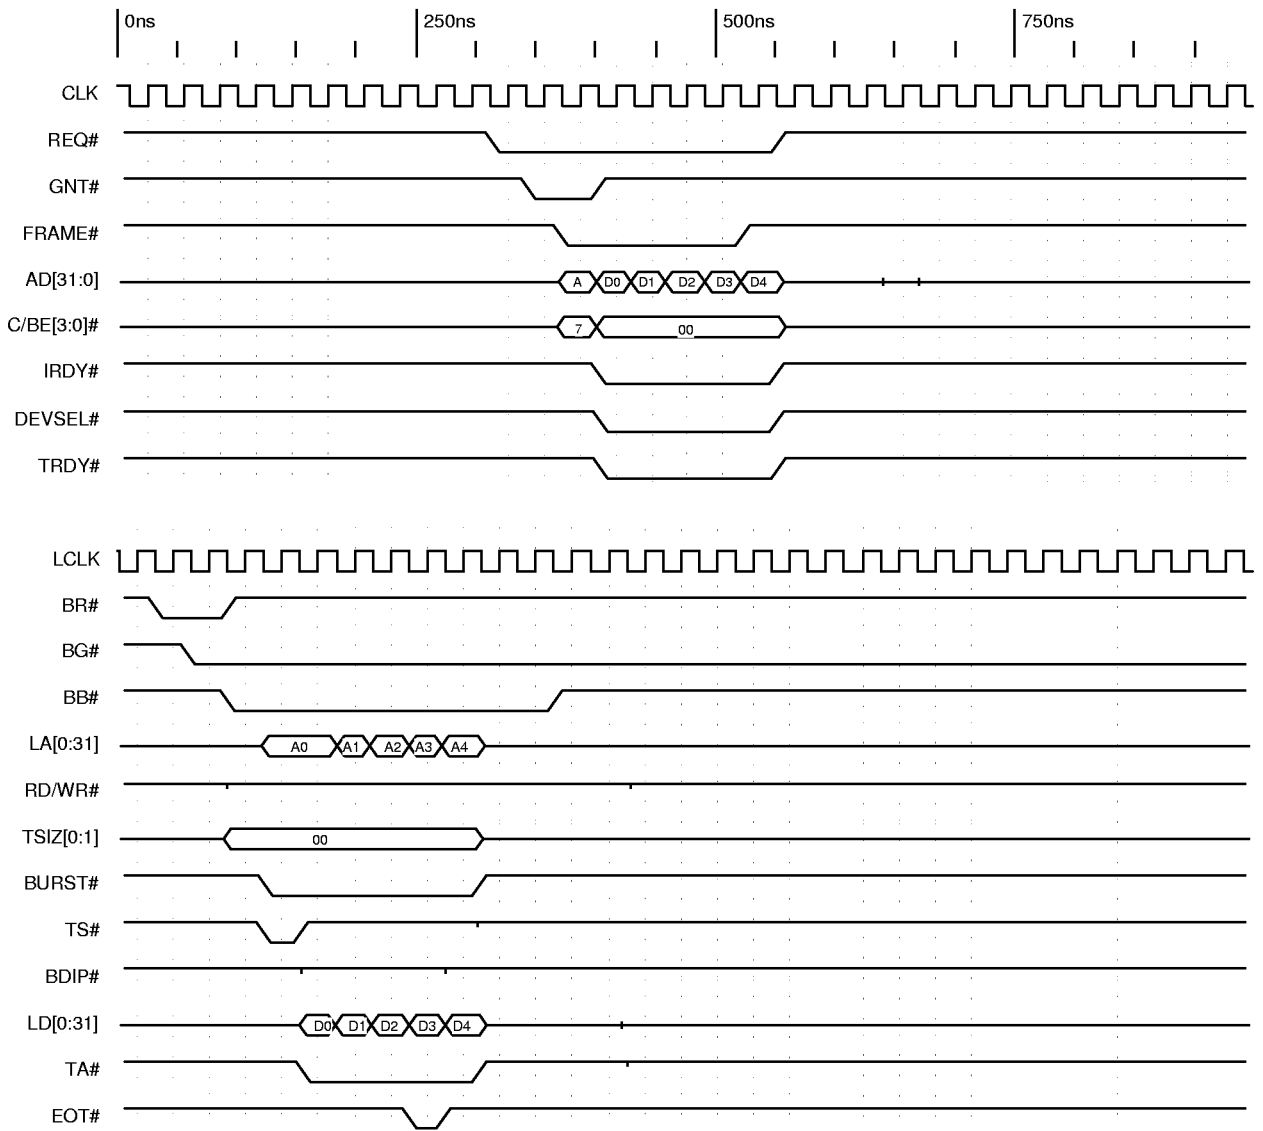 0ns 250ns 500ns 750ns
CLK
REQ#
GNT#
FRAME#
AD[31:0] A D0 D1 D2 D3 D4
C/BE[3:0]# 7 00
IRDY#
DEVSEL#
TRDY#
LCLK
BR#
BG#
BB#
LA[0:31] A0 A1 A2 A3 A4
RD/WR#
TSIZ[0:1] 00
BURST#
TS#
BDIP#
LD[0:31] D0 D1 D2 D3 D4
TA#
EOT#